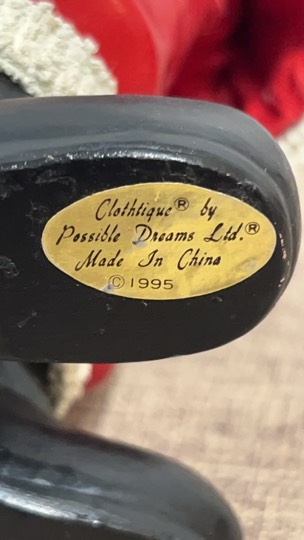 Clothtique® by
Possible Dreams Ltd.®
Made In China
©1995